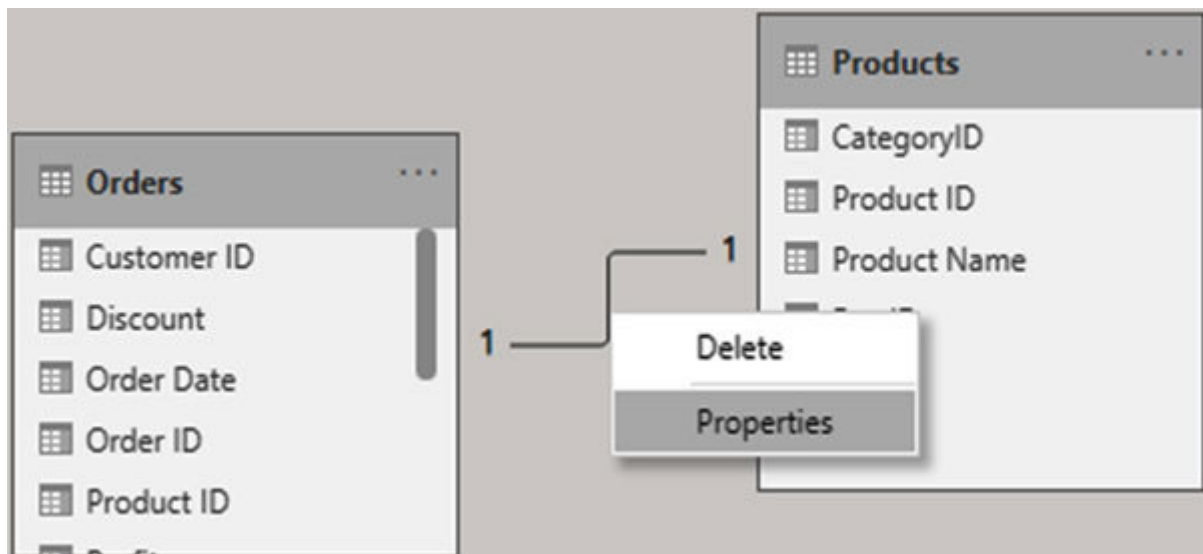 Orders
Customer ID
Discount
Order Date
Order ID
Product ID
1
1
Products
CategoryID
Product ID
Product Name
Delete
Properties